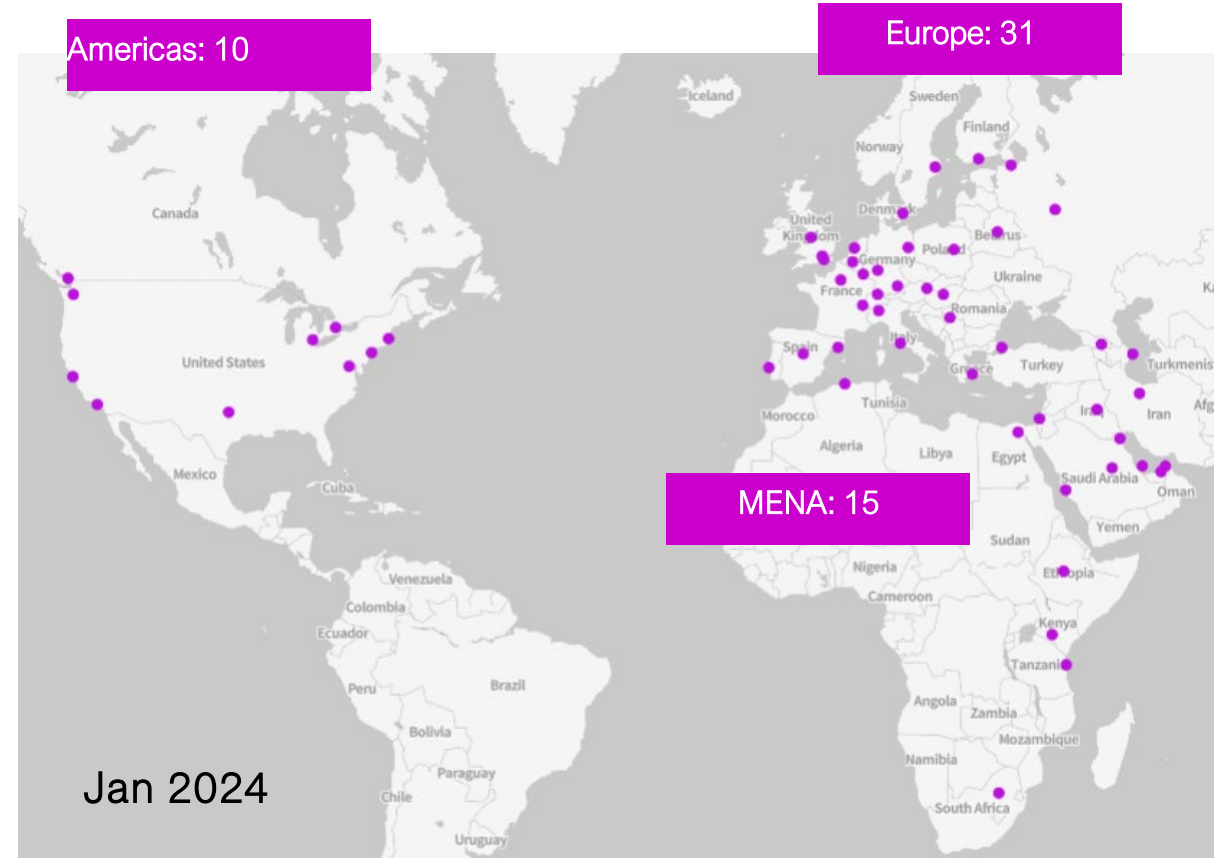 Americas: 10
Europe: 31
Iceland
Sweden
Finland
Norway
Canada
United
Kingdom
Denmark
Belarus
Poland
Germany
Ukraine
France
Romania
United States
Spain
Italy
Greece
Turkey
Turkmenis
Morocco
Tunisia
Iraq
Iran
Afg
Algeria
Libya
Egypt
Mexico
Cuba
Saudi Arabia
Oman
MENA: 15
Yemen
Sudan
Nigeria
Ethiopia
Venezuela
Cameroon
Colombia
Ecuador
Kenya
Tanzani
Peru
Brazil
Angola
Zambia
Bolivia
Mozambique
Namibia
Paraguay
Jan 2024
Chile
South Africa
Uruguay